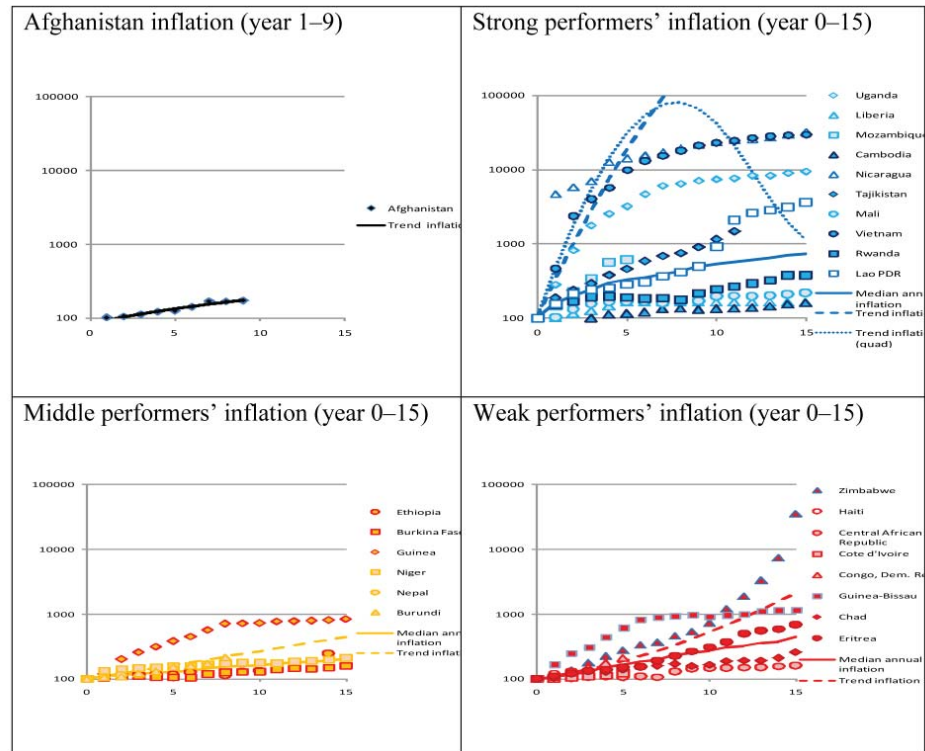 Afghanistan inflation (year 1–9)
100000
10000
1000
100
0
5
10
15
Afghanistan
Trend inflatio
Strong performers’ inflation (year 0–15)
100000
10000
1000
100
0
5
10
15
Uganda
Liberia
Mozambique
Cambodia
Nicaragua
Tajikistan
Mali
Vietnam
Rwanda
Lao PDR
Median ann
inflation
Trend inflati
Trend inflati
(quad)
Middle performers’ inflation (year 0–15)
100000
10000
1000
100
0
5
10
15
Ethiopia
Burkina Faso
Guinea
Niger
Nepal
Burundi
Median ann
inflation
Trend inflat
Weak performers’ inflation (year 0–15)
100000
10000
1000
100
0
5
10
15
Zimbabwe
Haiti
Central African
Republic
Cote d'Ivoire
Congo, Dem. Re
Guinea-Bissau
Chad
Eritrea
Median annual
inflation
Trend inflation